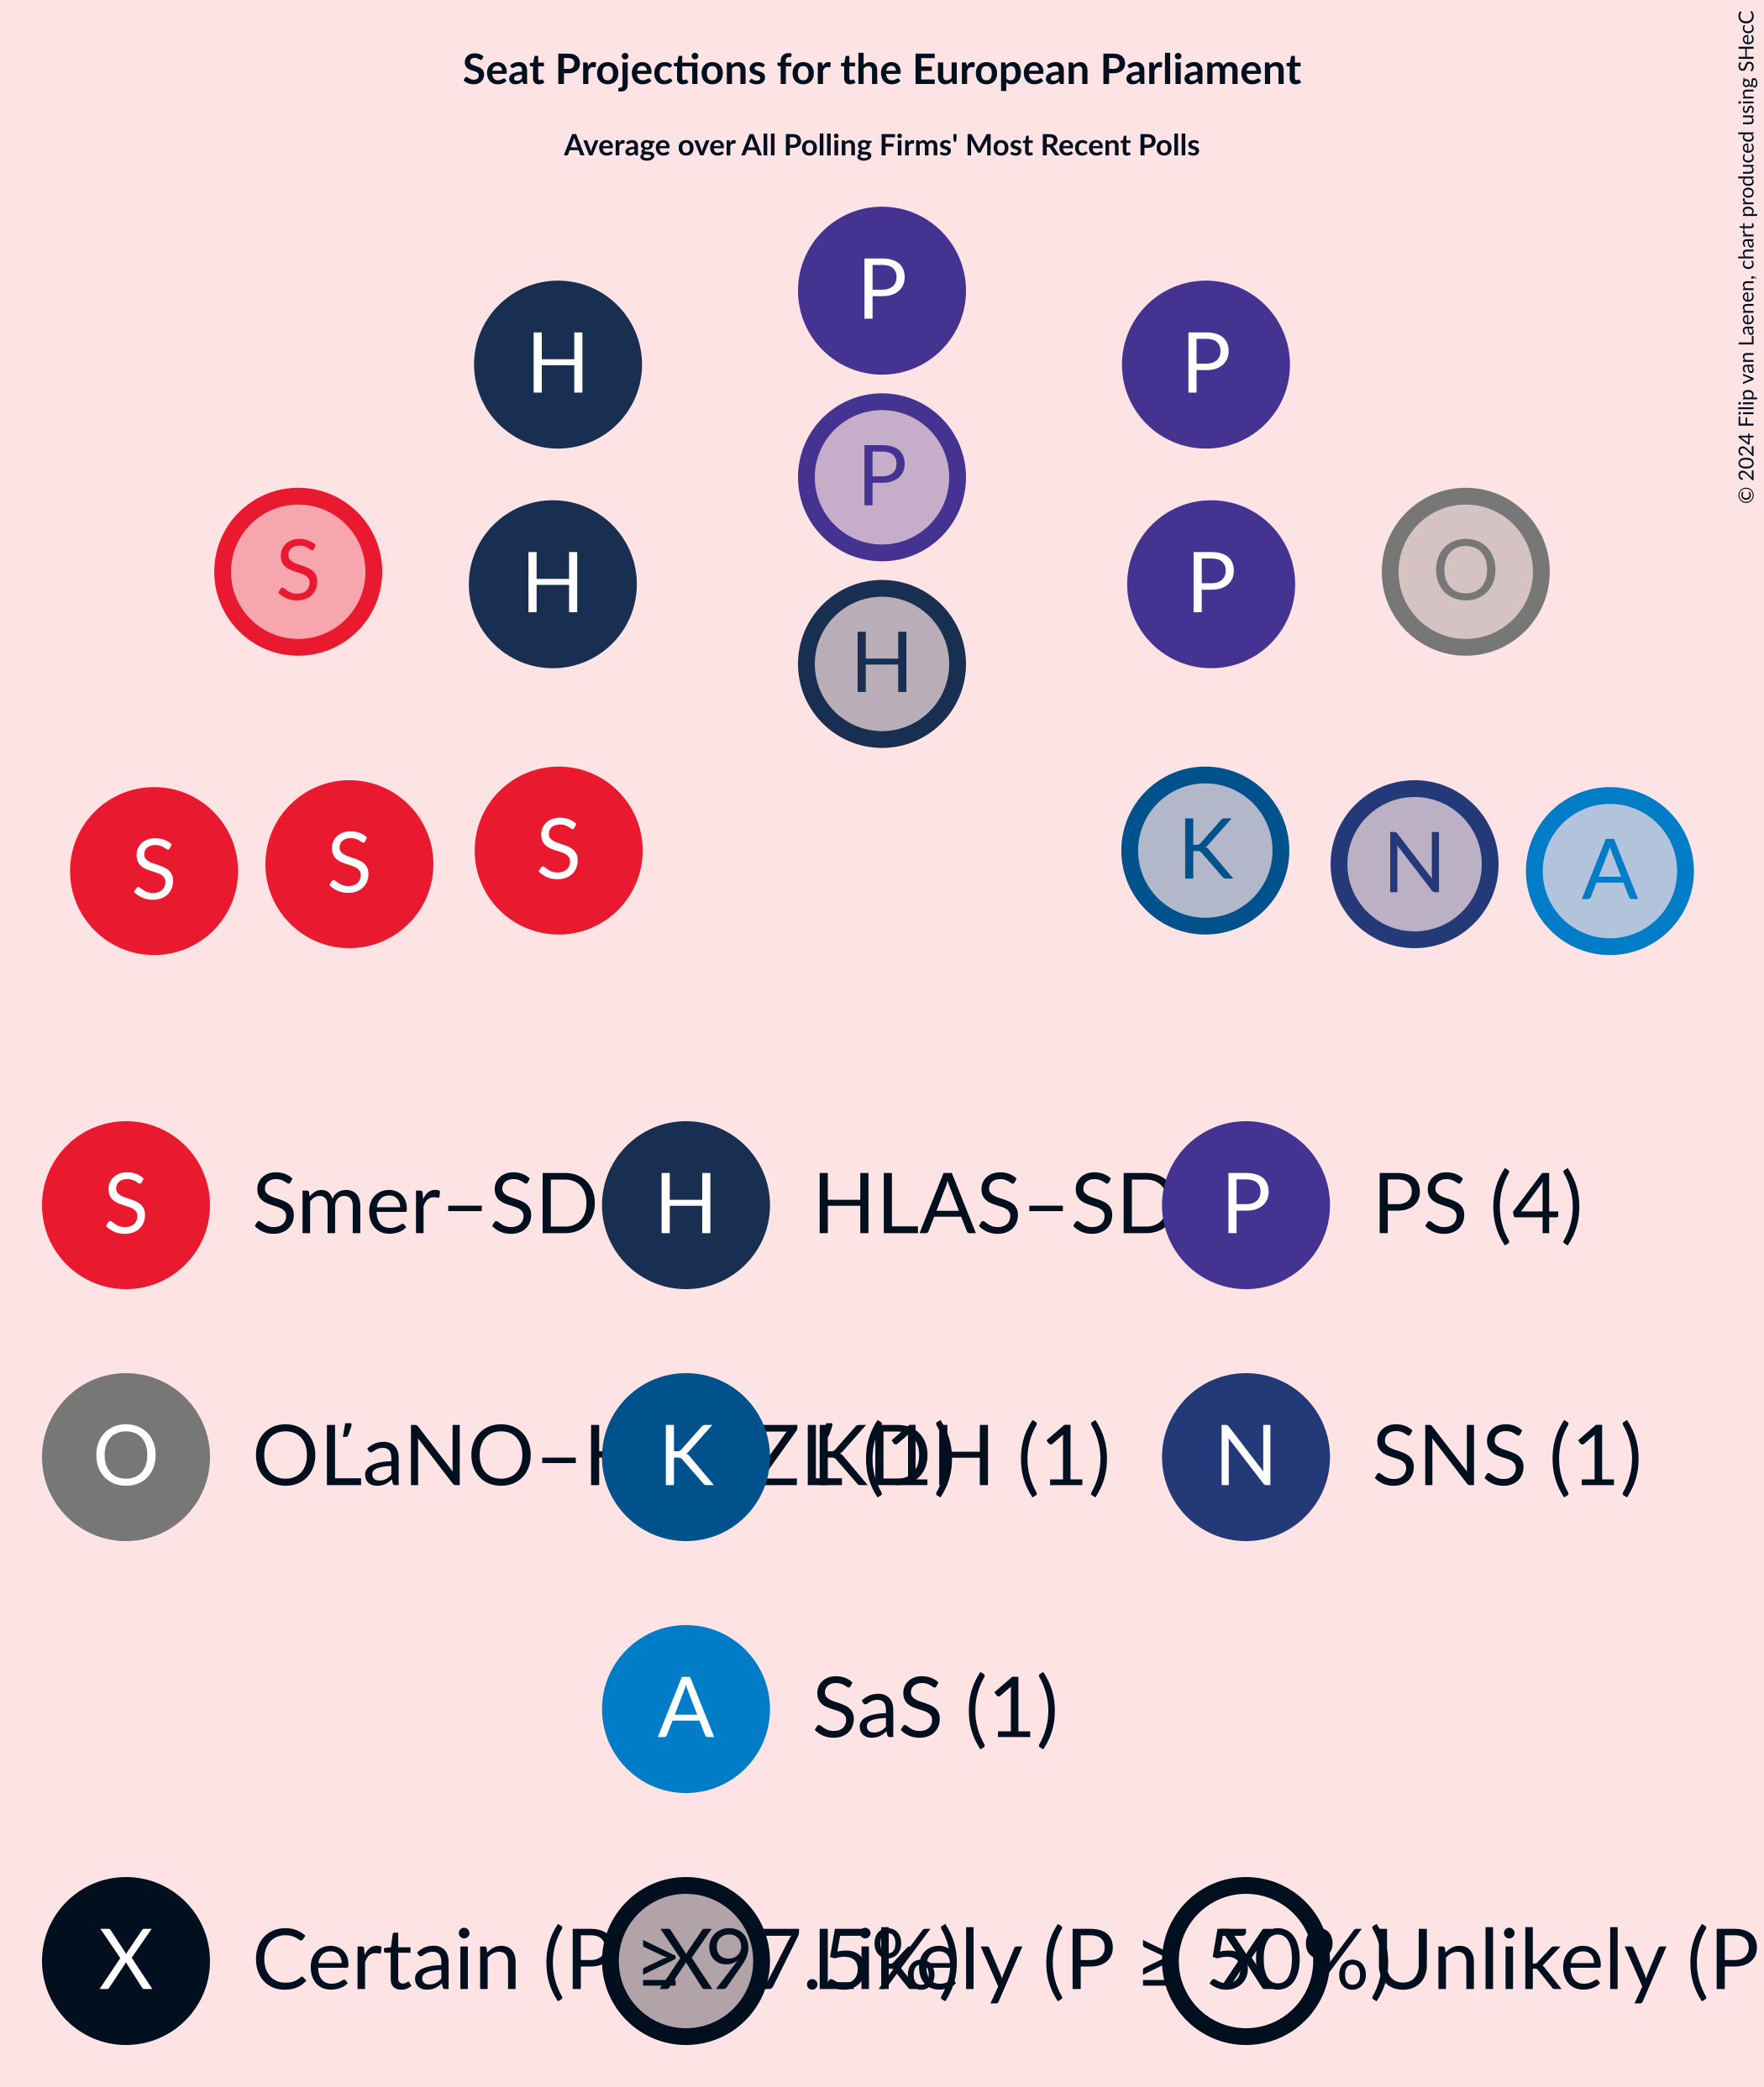 Seat Projections for the European Parliament
Average over All Polling Firms' Most Recent Polls
© 2024 Filip van Laenen, chart produced using SHecC
P
H
P
P
S
H
P
O
H
S
S
S
K
N
A
S Smer–SD
H HLAS–SD
P PS (4)
O OĽaNO–
K KDH (1)
N SNS (1)
A SaS (1)
X Certain (P ≥ 97.5%)
X Likely (P ≥ 50%)
X Unlikely (P